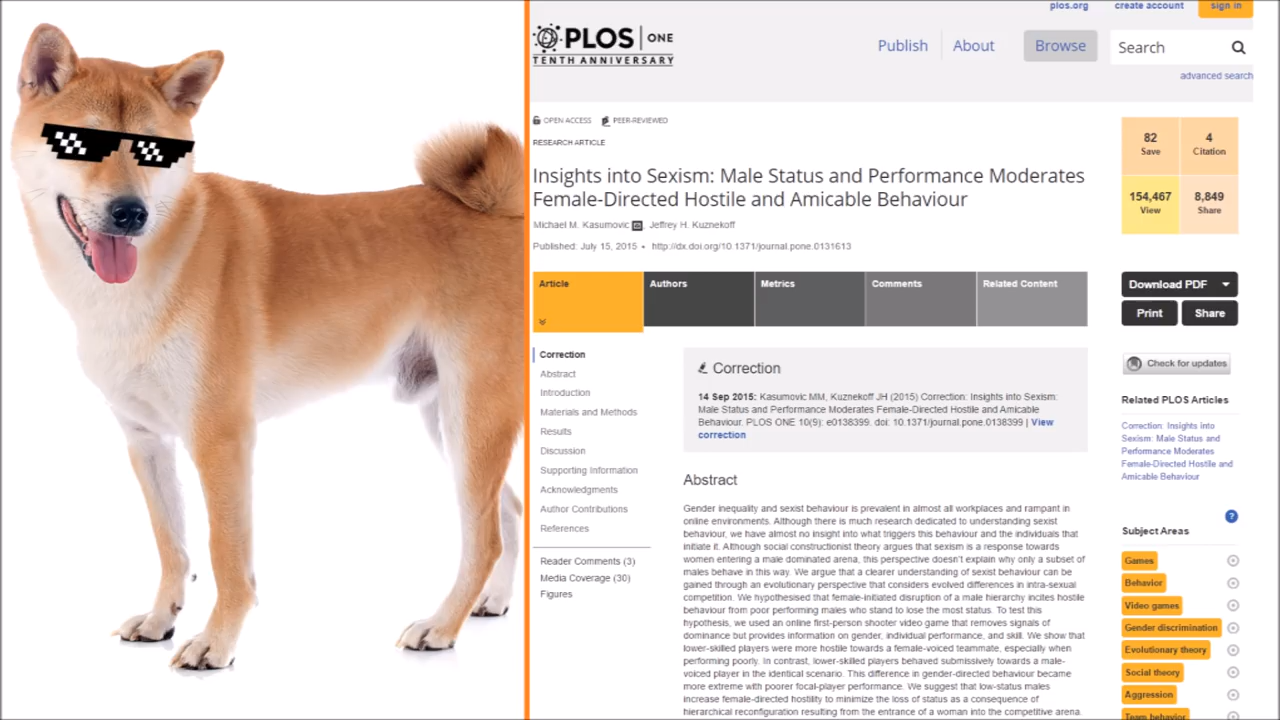 plos.org
create account
sign in
PLOS ONE
TENTH ANNIVERSARY
Publish
About
Browse
Search
advanced search
OPEN ACCESS
PEER-REVIEWED
RESEARCH ARTICLE
Insights into Sexism: Male Status and Performance Moderates
Female-Directed Hostile and Amicable Behaviour
Michael M. Kasumovic , Jeffrey H. Kuznekoff
Published: July 15, 2015 • http://dx.doi.org/10.1371/journal.pone.0131613
82
Save
4
Citation
154,467
View
8,849
Share
Article
Authors
Metrics
Comments
Related Content
Download PDF
Print
Share
Check for updates
Correction
Abstract
Introduction
Materials and Methods
Results
Discussion
Supporting Information
Acknowledgments
Author Contributions
References
Reader Comments (3)
Media Coverage (30)
Figures
Correction
14 Sep 2015: Kasumovic MM, Kuznekoff JH (2015) Correction: Insights into Sexism:
Male Status and Performance Moderates Female-Directed Hostile and Amicable
Behaviour. PLOS ONE 10(9): e0138399. doi: 10.1371/journal.pone.0138399 | View
correction
Abstract
Gender inequality and sexist behaviour is prevalent in almost all workplaces and rampant in
online environments. Although there is much research dedicated to understanding sexist
behaviour, we have almost no insight into what triggers this behaviour and the individuals that
initiate it. Although social constructionist theory argues that sexism is a response towards
women entering a male dominated arena, this perspective doesn't explain why only a subset of
males behave in this way. We argue that a clearer understanding of sexist behaviour can be
gained through an evolutionary perspective that considers evolved differences in intra-sexual
competition. We hypothesised that female-initiated disruption of a male hierarchy incites hostile
behaviour from poor performing males who stand to lose the most status. To test this
hypothesis, we used an online first-person shooter video game that removes signals of
dominance but provides information on gender, individual performance, and skill. We show that
lower-skilled players were more hostile towards a female-voiced teammate, especially when
performing poorly. In contrast, lower-skilled players behaved submissively towards a male-
voiced player in the identical scenario. This difference in gender-directed behaviour became
more extreme with poorer focal-player performance. We suggest that low-status males
increase female-directed hostility to minimize the loss of status as a consequence of
hierarchical reconfiguration resulting from the entrance of a woman into the competitive arena.
Related PLOS Articles
Correction: Insights into
Sexism: Male Status and
Performance Moderates
Female-Directed Hostile and
Amicable Behaviour
?
Subject Areas
Games
Behavior
Video games
Gender discrimination
Evolutionary theory
Social theory
Aggression
Team behavior